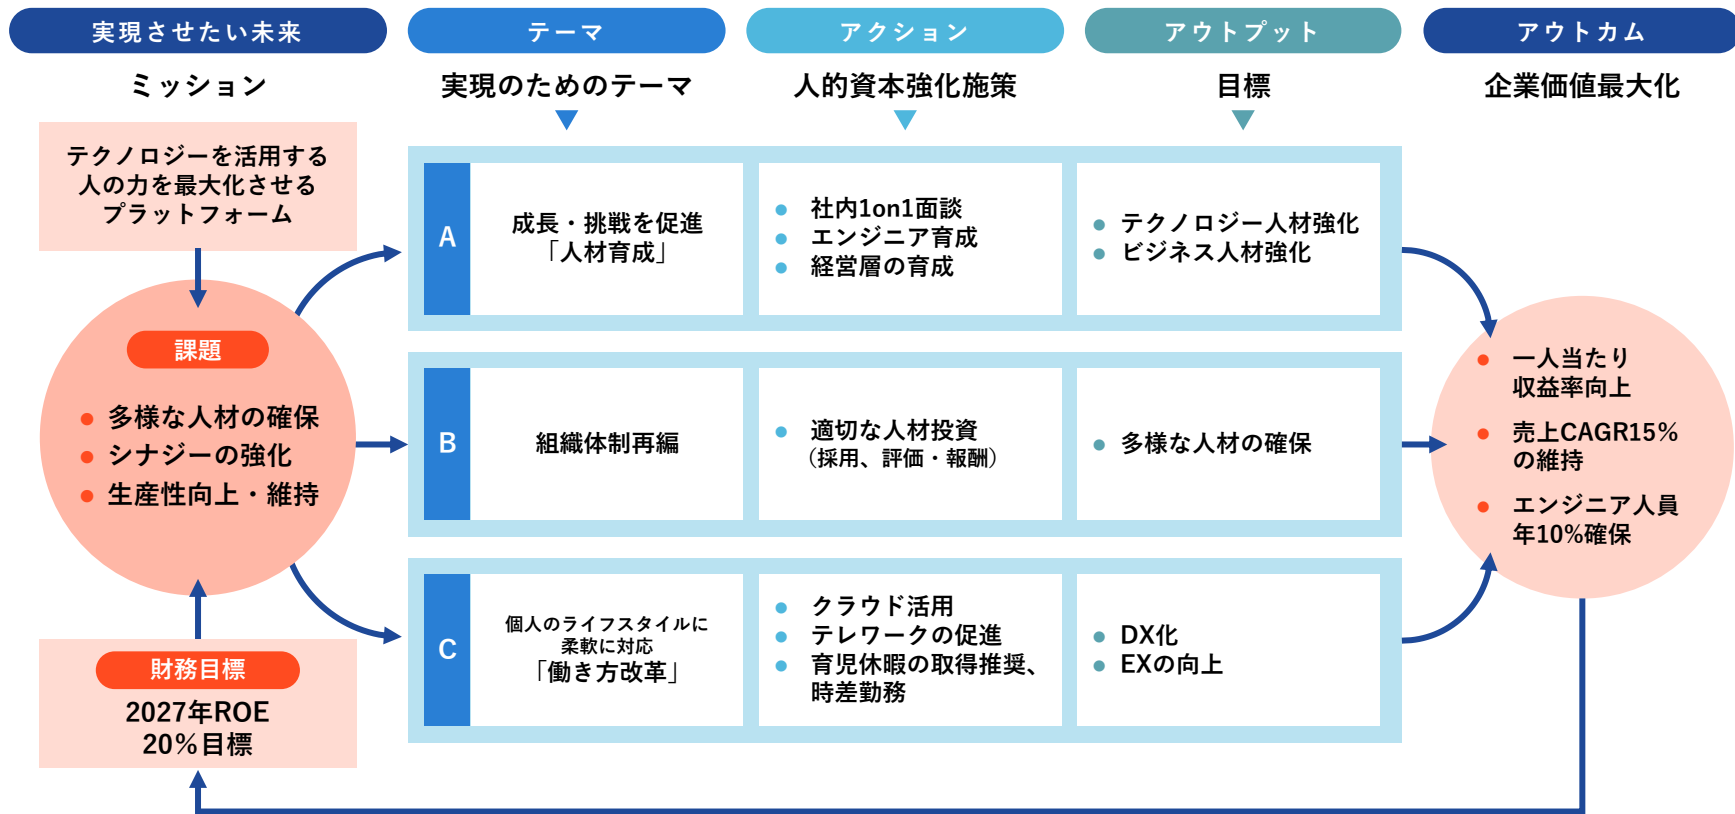 実現させたい未来
テーマ
アクション
アウトプット
アウトカム
ミッション
実現のためのテーマ
人的資本強化施策
目標
企業価値最大化
テクノロジーを活用する
人の力を最大化させる
プラットフォーム
課題
多様な人材の確保
シナジーの強化
生産性向上・維持
財務目標
2027年ROE
20%目標
A
成長・挑戦を促進
「人材育成」
社内1on1面談
エンジニア育成
経営層の育成
テクノロジー人材強化
ビジネス人材強化
B
組織体制再編
適切な人材投資
（採用、評価・報酬）
多様な人材の確保
C
個人のライフスタイルに
柔軟に対応
「働き方改革」
クラウド活用
テレワークの促進
育児休暇の取得推奨、
時差勤務
DX化
EXの向上
一人当たり
収益率向上
売上CAGR15%
の維持
エンジニア人員
年10%確保